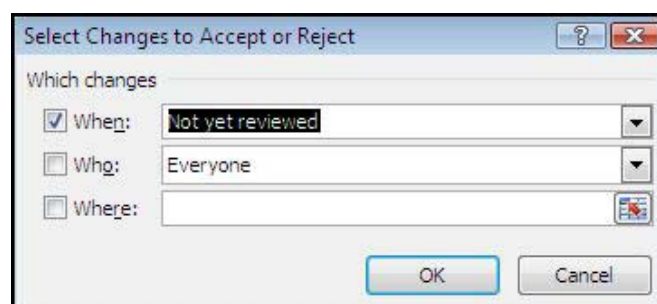 Select Changes to Accept or Reject
Which changes
When: Not yet reviewed
Who: Everyone
Where:
OK Cancel